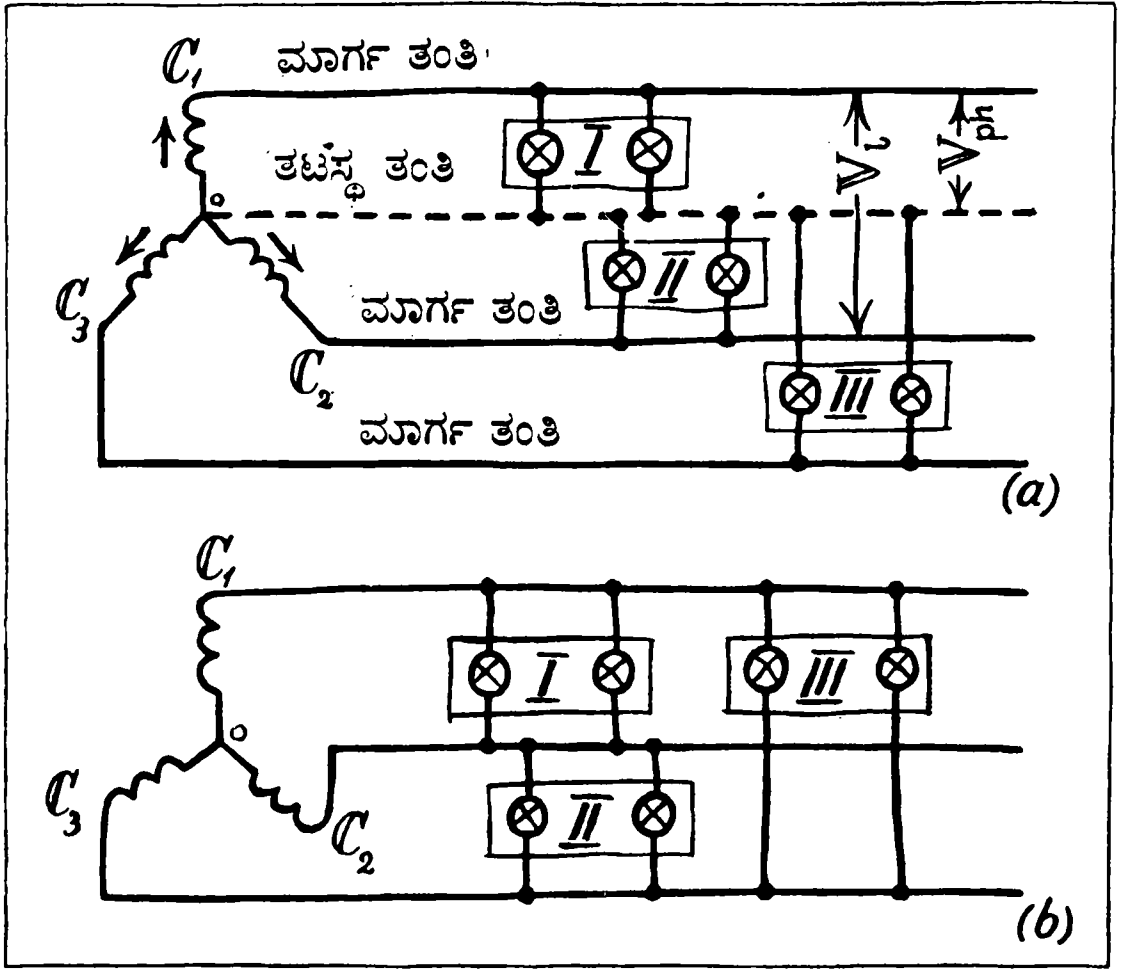 C₁ ಮಾರ್ಗ ತಂತಿ
I
ತಟಸ್ಥ ತಂತಿ
Vl
Vph
o
C₃
II
ಮಾರ್ಗ ತಂತಿ
C₂
III
ಮಾರ್ಗ ತಂತಿ
(a)
C₁
I
III
o
C₃
II
C₂
(b)